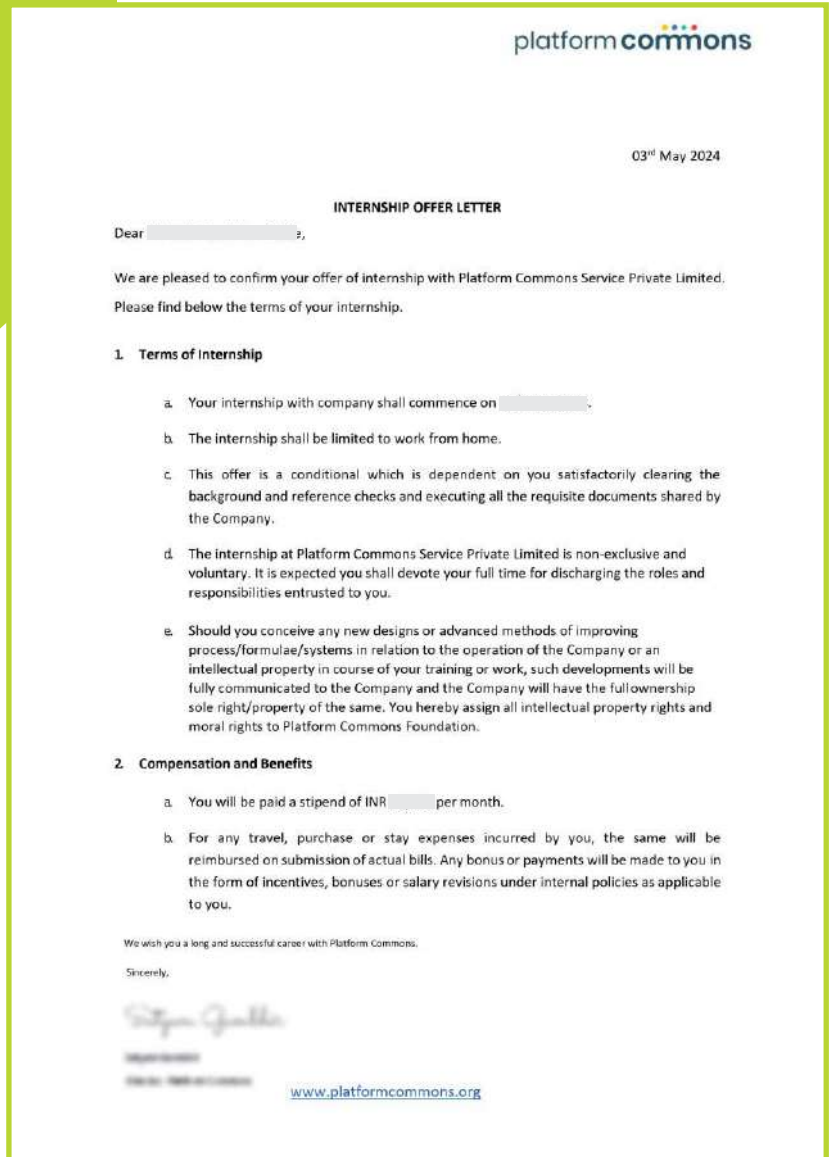 platform commons
03rd May 2024
INTERNSHIP OFFER LETTER
Dear e,
We are pleased to confirm your offer of internship with Platform Commons Service Private Limited.
Please find below the terms of your internship.
1. Terms of Internship
a. Your internship with company shall commence on .
b. The internship shall be limited to work from home.
c. This offer is a conditional which is dependent on you satisfactorily clearing the
background and reference checks and executing all the requisite documents shared by
the Company.
d. The internship at Platform Commons Service Private Limited is non-exclusive and
voluntary. It is expected you shall devote your full time for discharging the roles and
responsibilities entrusted to you.
e. Should you conceive any new designs or advanced methods of improving
process/formulae/systems in relation to the operation of the Company or an
intellectual property in course of your training or work, such developments will be
fully communicated to the Company and the Company will have the fullownership
sole right/property of the same. You hereby assign all intellectual property rights and
moral rights to Platform Commons Foundation.
2. Compensation and Benefits
a. You will be paid a stipend of INR per month.
b. For any travel, purchase or stay expenses incurred by you, the same will be
reimbursed on submission of actual bills. Any bonus or payments will be made to you in
the form of incentives, bonuses or salary revisions under internal policies as applicable
to you.
We wish you a long and successful career with Platform Commons.
Sincerely,
www.platformcommons.org